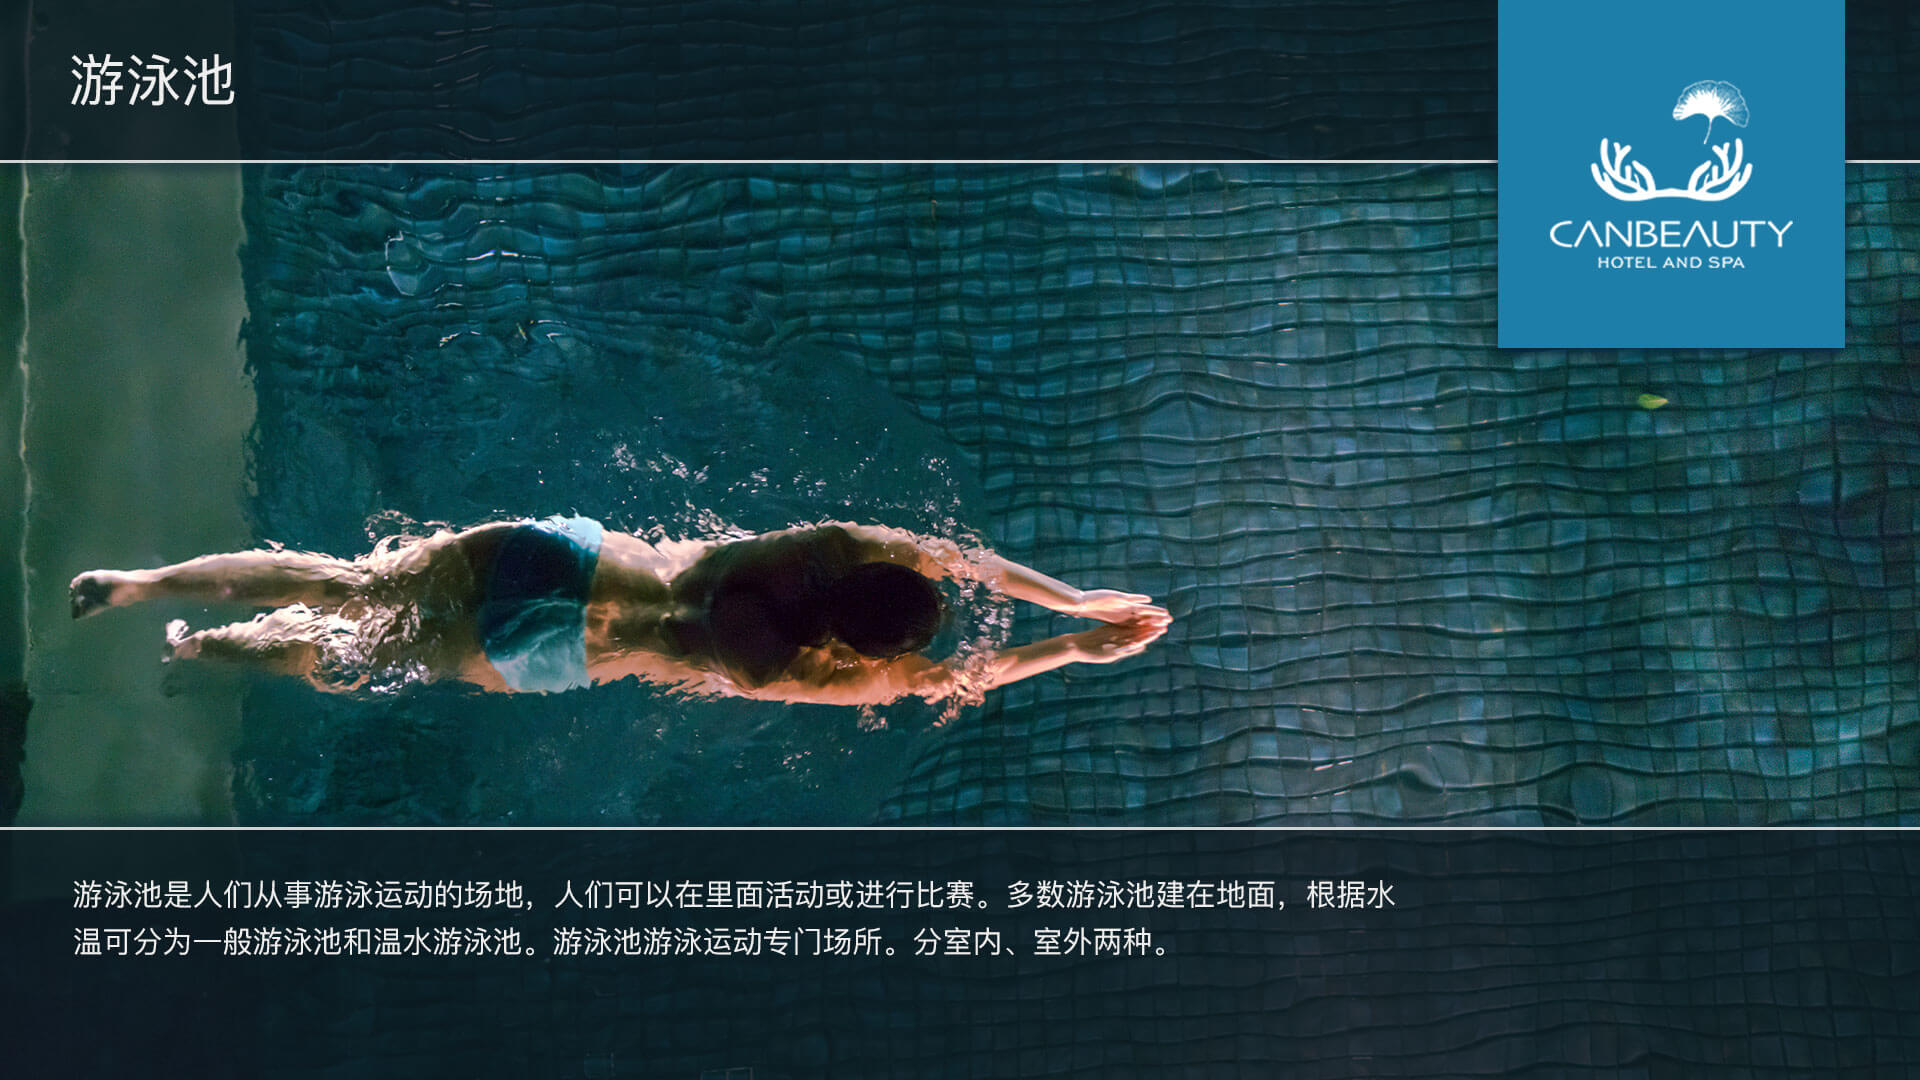 游泳池
CANBEAUTY
HOTEL AND SPA
游泳池是人们从事游泳运动的场地，人们可以在里面活动或进行比赛。多数游泳池建在地面，根据水
温可分为一般游泳池和温水游泳池。游泳池游泳运动专门场所。分室内、室外两种。